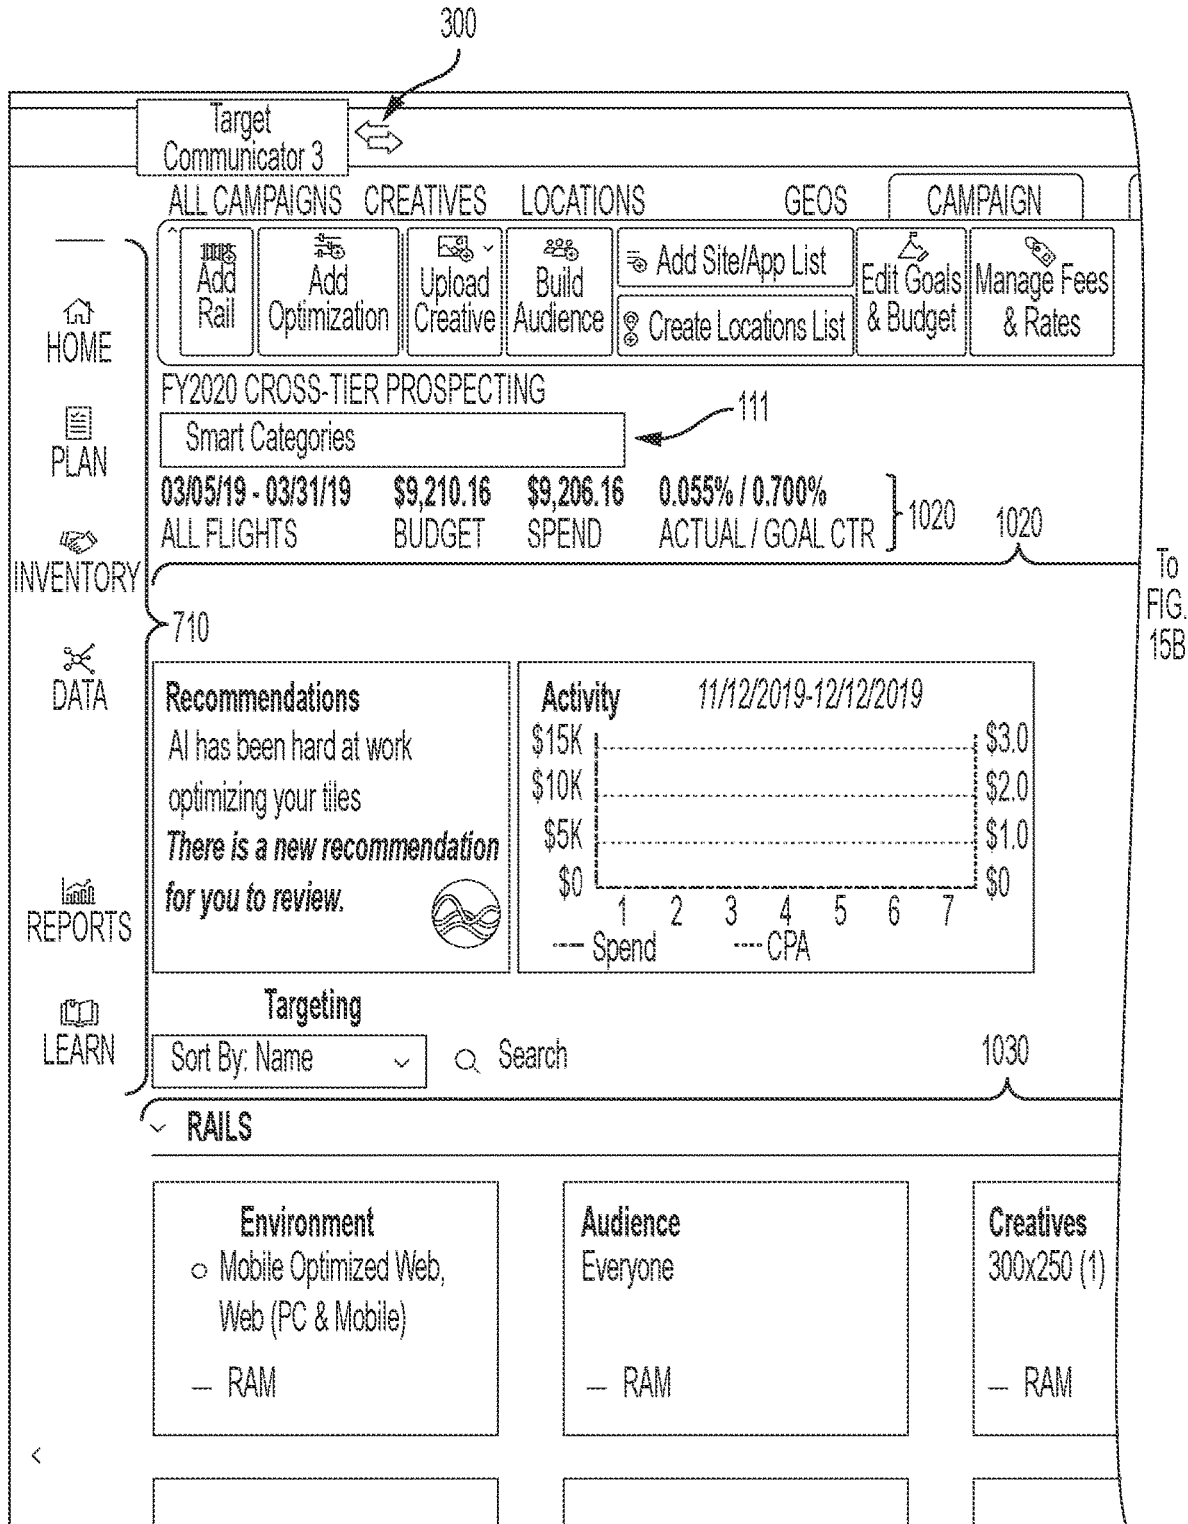 300
Target
Communicator 3
ALL CAMPAIGNS CREATIVES LOCATIONS GEOS CAMPAIGN
Add
Rail
Add
Optimization
Upload
Creative
Build
Audience
Add Site/App List
Create Locations List
Edit Goals
& Budget
Manage Fees
& Rates
HOME
PLAN
INVENTORY
DATA
REPORTS
LEARN
FY2020 CROSS-TIER PROSPECTING
Smart Categories
111
03/05/19 - 03/31/19 $9,210.16 $9,206.16 0.055% / 0.700%
ALL FLIGHTS BUDGET SPEND ACTUAL / GOAL CTR
1020
1020
To
FIG.
15B
710
Recommendations
AI has been hard at work
optimizing your tiles
There is a new recommendation
for you to review.
Activity 11/12/2019-12/12/2019
$15K $3.0
$10K $2.0
$5K $1.0
$0 $0
1 2 3 4 5 6 7
Spend CPA
Targeting
Sort By: Name Search
1030
RAILS
Environment
Mobile Optimized Web,
Web (PC & Mobile)
RAM
Audience
Everyone
RAM
Creatives
300x250 (1)
RAM